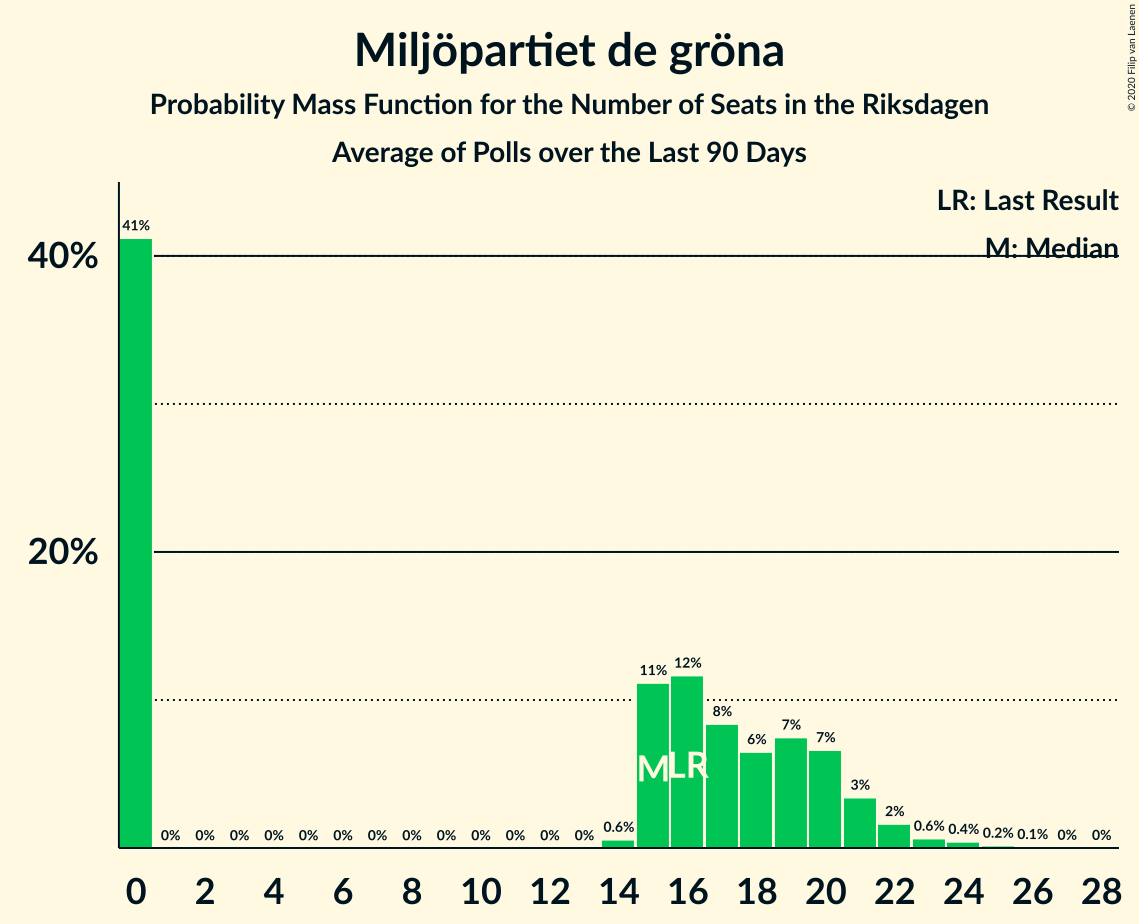 Miljöpartiet de gröna
Probability Mass Function for the Number of Seats in the Riksdagen
Average of Polls over the Last 90 Days
© 2020 Filip van Laenen
LR: Last Result
M: Median
40%
20%
41%
0% 0% 0% 0% 0% 0% 0% 0% 0% 0% 0% 0% 0% 0.6% 11% 12% 8% 6% 7% 7% 3% 2% 0.6% 0.4% 0.2% 0.1% 0% 0%
M LR
0 2 4 6 8 10 12 14 16 18 20 22 24 26 28